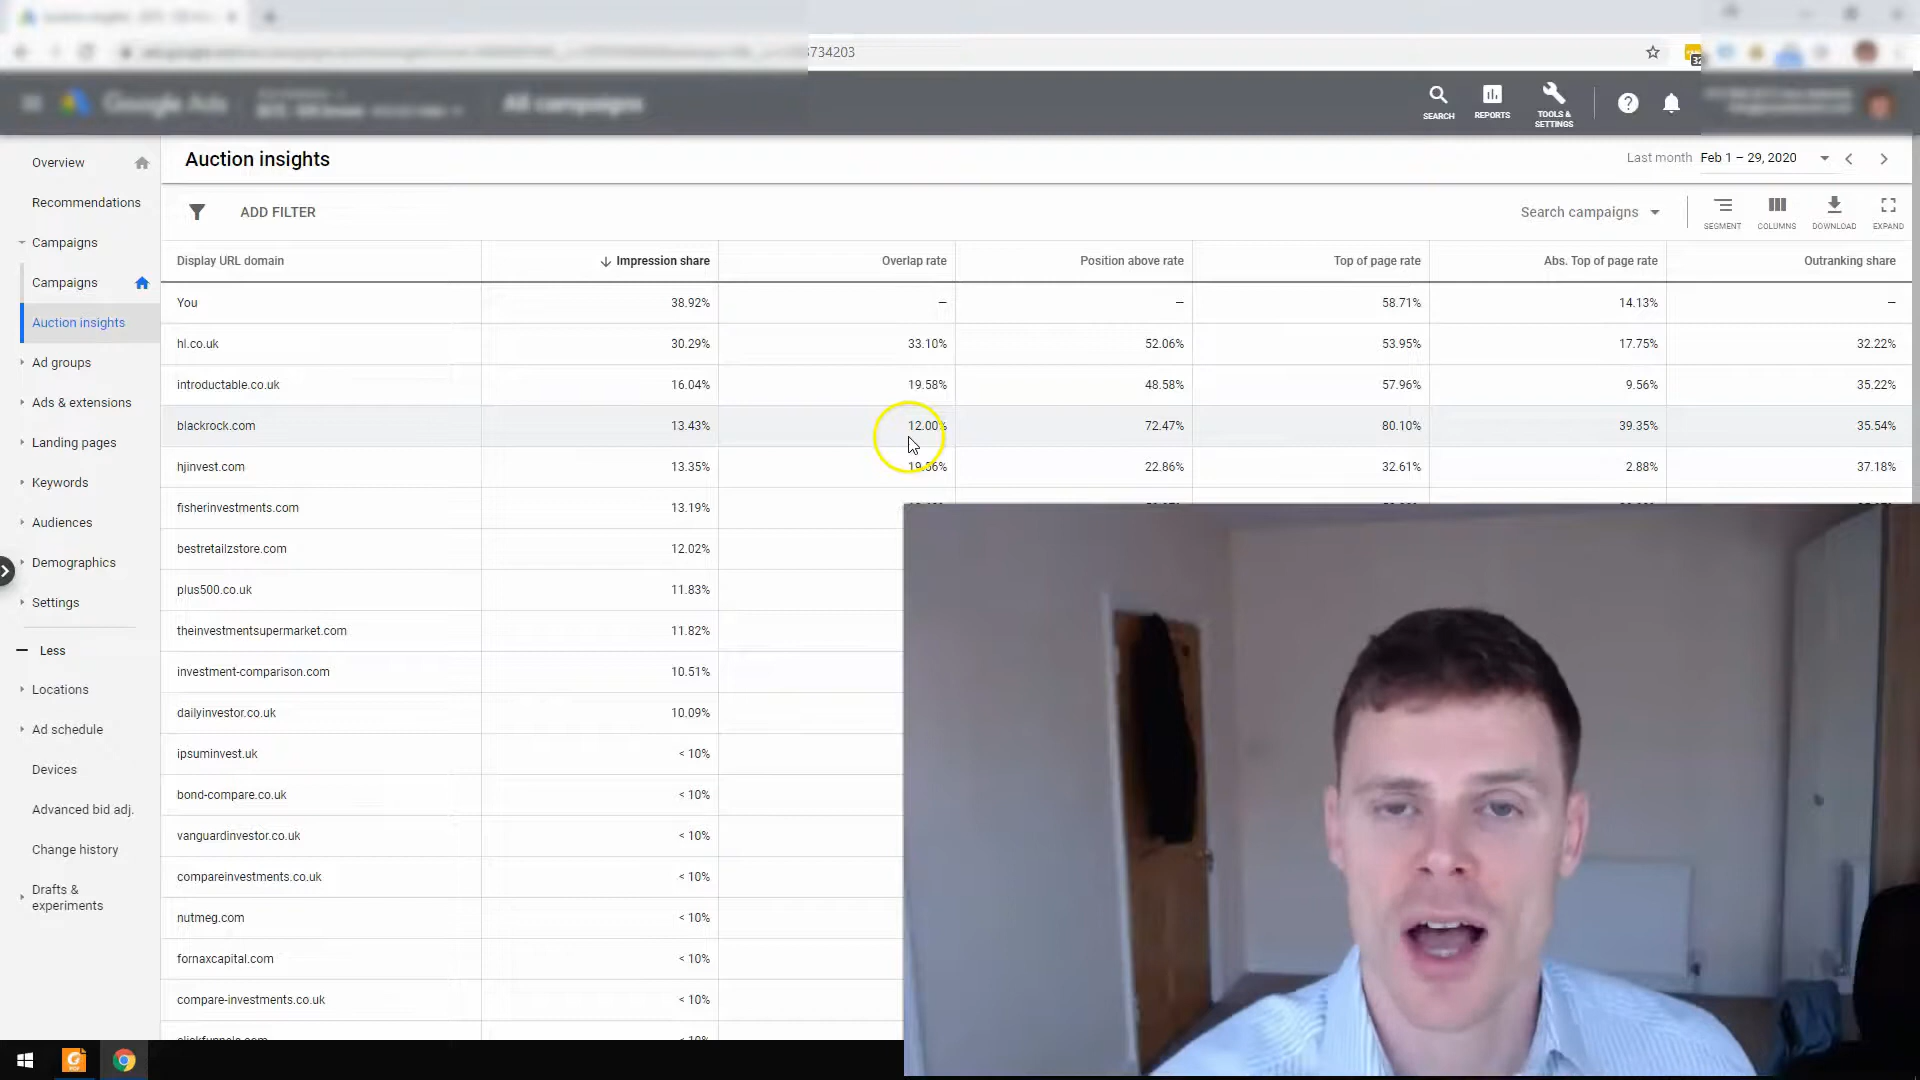 3734203
Google Ads
All campaigns
SEARCH
REPORTS
TOOLS &
SETTINGS
Auction insights
Last month Feb 1 – 29, 2020
ADD FILTER
Search campaigns
SEGMENT
COLUMNS
DOWNLOAD
EXPAND
Overview
Recommendations
Campaigns
Campaigns
Auction insights
Ad groups
Ads & extensions
Landing pages
Keywords
Audiences
Demographics
Settings
Less
Locations
Ad schedule
Devices
Advanced bid adj.
Change history
Drafts &
experiments
Display URL domain Impression share Overlap rate Position above rate Top of page rate Abs. Top of page rate Outranking share
You 38.92% – – 58.71% 14.13% –
hl.co.uk 30.29% 33.10% 52.06% 53.95% 17.75% 32.22%
introductable.co.uk 16.04% 19.58% 48.58% 57.96% 9.56% 35.22%
blackrock.com 13.43% 12.00% 72.47% 80.10% 39.35% 35.54%
hjinvest.com 13.35% 22.86% 32.61% 2.88% 37.18%
fisherinvestments.com 13.19%
bestretailzstore.com 12.02%
plus500.co.uk 11.83%
theinvestmentsupermarket.com 11.82%
investment-comparison.com 10.51%
dailyinvestor.co.uk 10.09%
ipsuminvest.uk < 10%
bond-compare.co.uk < 10%
vanguardinvestor.co.uk < 10%
compareinvestments.co.uk < 10%
nutmeg.com < 10%
fornaxcapital.com < 10%
compare-investments.co.uk < 10%